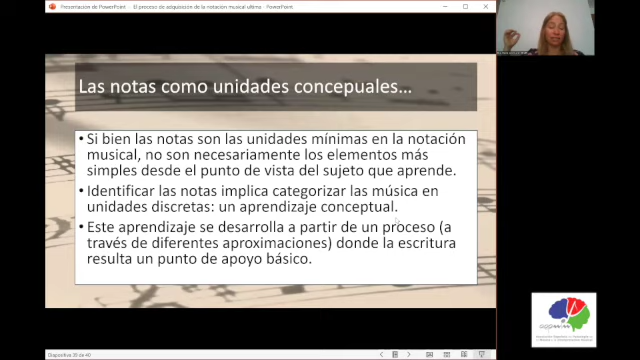 Presentación de PowerPoint - El proceso de adquisición de la notación musical ultima - PowerPoint
Las notas como unidades concepuales...
• Si bien las notas son las unidades mínimas en la notación
musical, no son necesariamente los elementos más
simples desde el punto de vista del sujeto que aprende.
• Identificar las notas implica categorizar las música en
unidades discretas: un aprendizaje conceptual.
• Este aprendizaje se desarrolla a partir de un proceso (a
través de diferentes aproximaciones) donde la escritura
resulta un punto de apoyo básico.
Diapositiva 39 de 40